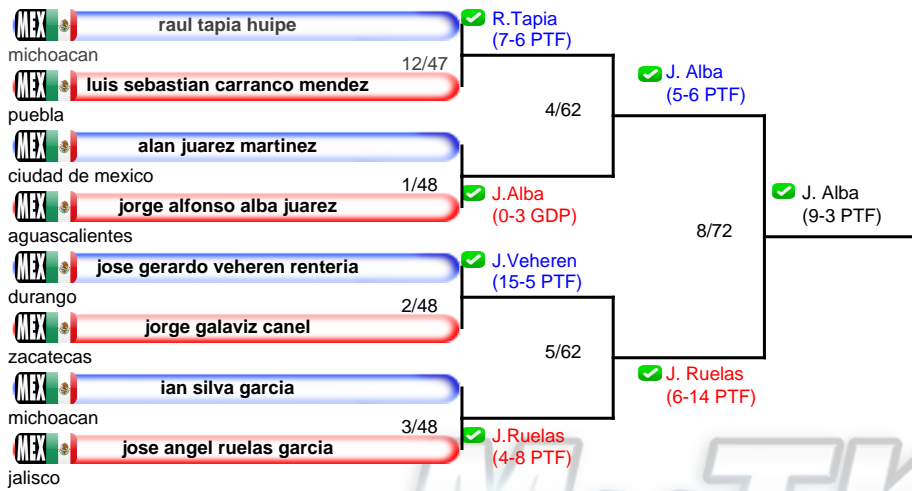 MEX raul tapia huipe
michoacan
12/47
MEX luis sebastian carranco mendez
puebla
MEX alan juarez martinez
ciudad de mexico
1/48
MEX jorge alfonso alba juarez
aguascalientes
MEX jose gerardo veheren renteria
durango
2/48
MEX jorge galaviz canel
zacatecas
MEX ian silva garcia
michoacan
3/48
MEX jose angel ruelas garcia
jalisco
R.Tapia
(7-6 PTF)
4/62
J.Alba
(0-3 GDP)
J.Veheren
(15-5 PTF)
5/62
J.Ruelas
(4-8 PTF)
J. Alba
(5-6 PTF)
8/72
J. Ruelas
(6-14 PTF)
J. Alba
(9-3 PTF)